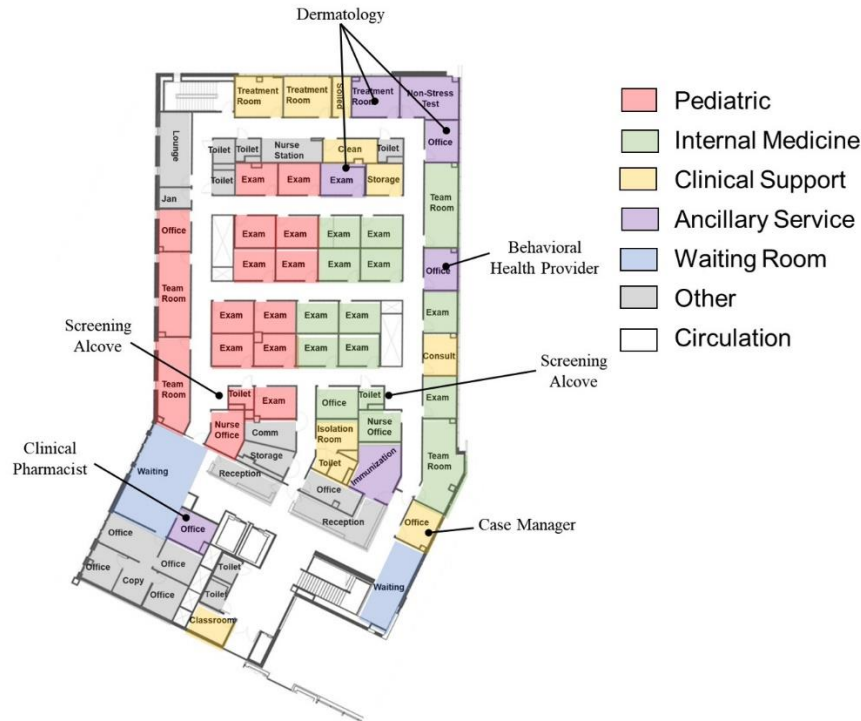 Dermatology
Treatment Room
Treatment Room
Soiled
Treatment Room
Non-Stress Test
Lounge
Toilet
Toilet
Nurse Station
Clean
Toilet
Office
Toilet
Exam
Exam
Exam
Storage
Team Room
Jan
Office
Exam
Exam
Exam
Exam
Exam
Exam
Exam
Exam
Office
Behavioral
Health Provider
Team Room
Exam
Exam
Exam
Exam
Exam
Screening
Alcove
Exam
Exam
Exam
Exam
Consult
Screening
Alcove
Team Room
Toilet
Exam
Office
Toilet
Exam
Nurse Office
Comm
Isolation Room
Nurse Office
Clinical
Pharmacist
Waiting
Storage
Toilet
Immunization
Team Room
Reception
Office
Reception
Office
Office
Case Manager
Office
Office
Office
Copy
Office
Toilet
Toilet
Waiting
Classroom
Pediatric
Internal Medicine
Clinical Support
Ancillary Service
Waiting Room
Other
Circulation